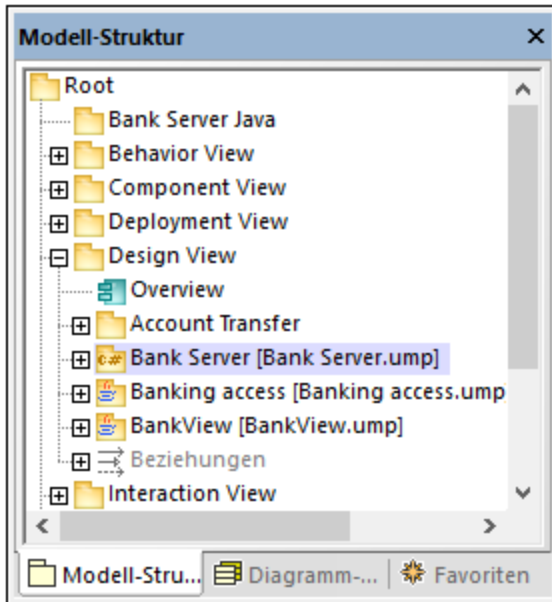 Modell-Struktur
Root
Bank Server Java
Behavior View
Component View
Deployment View
Design View
Overview
Account Transfer
c# Bank Server [Bank Server.ump]
Banking access [Banking access.ump
BankView [BankView.ump]
Beziehungen
Interaction View
Modell-Stru... Diagramm-... Favoriten